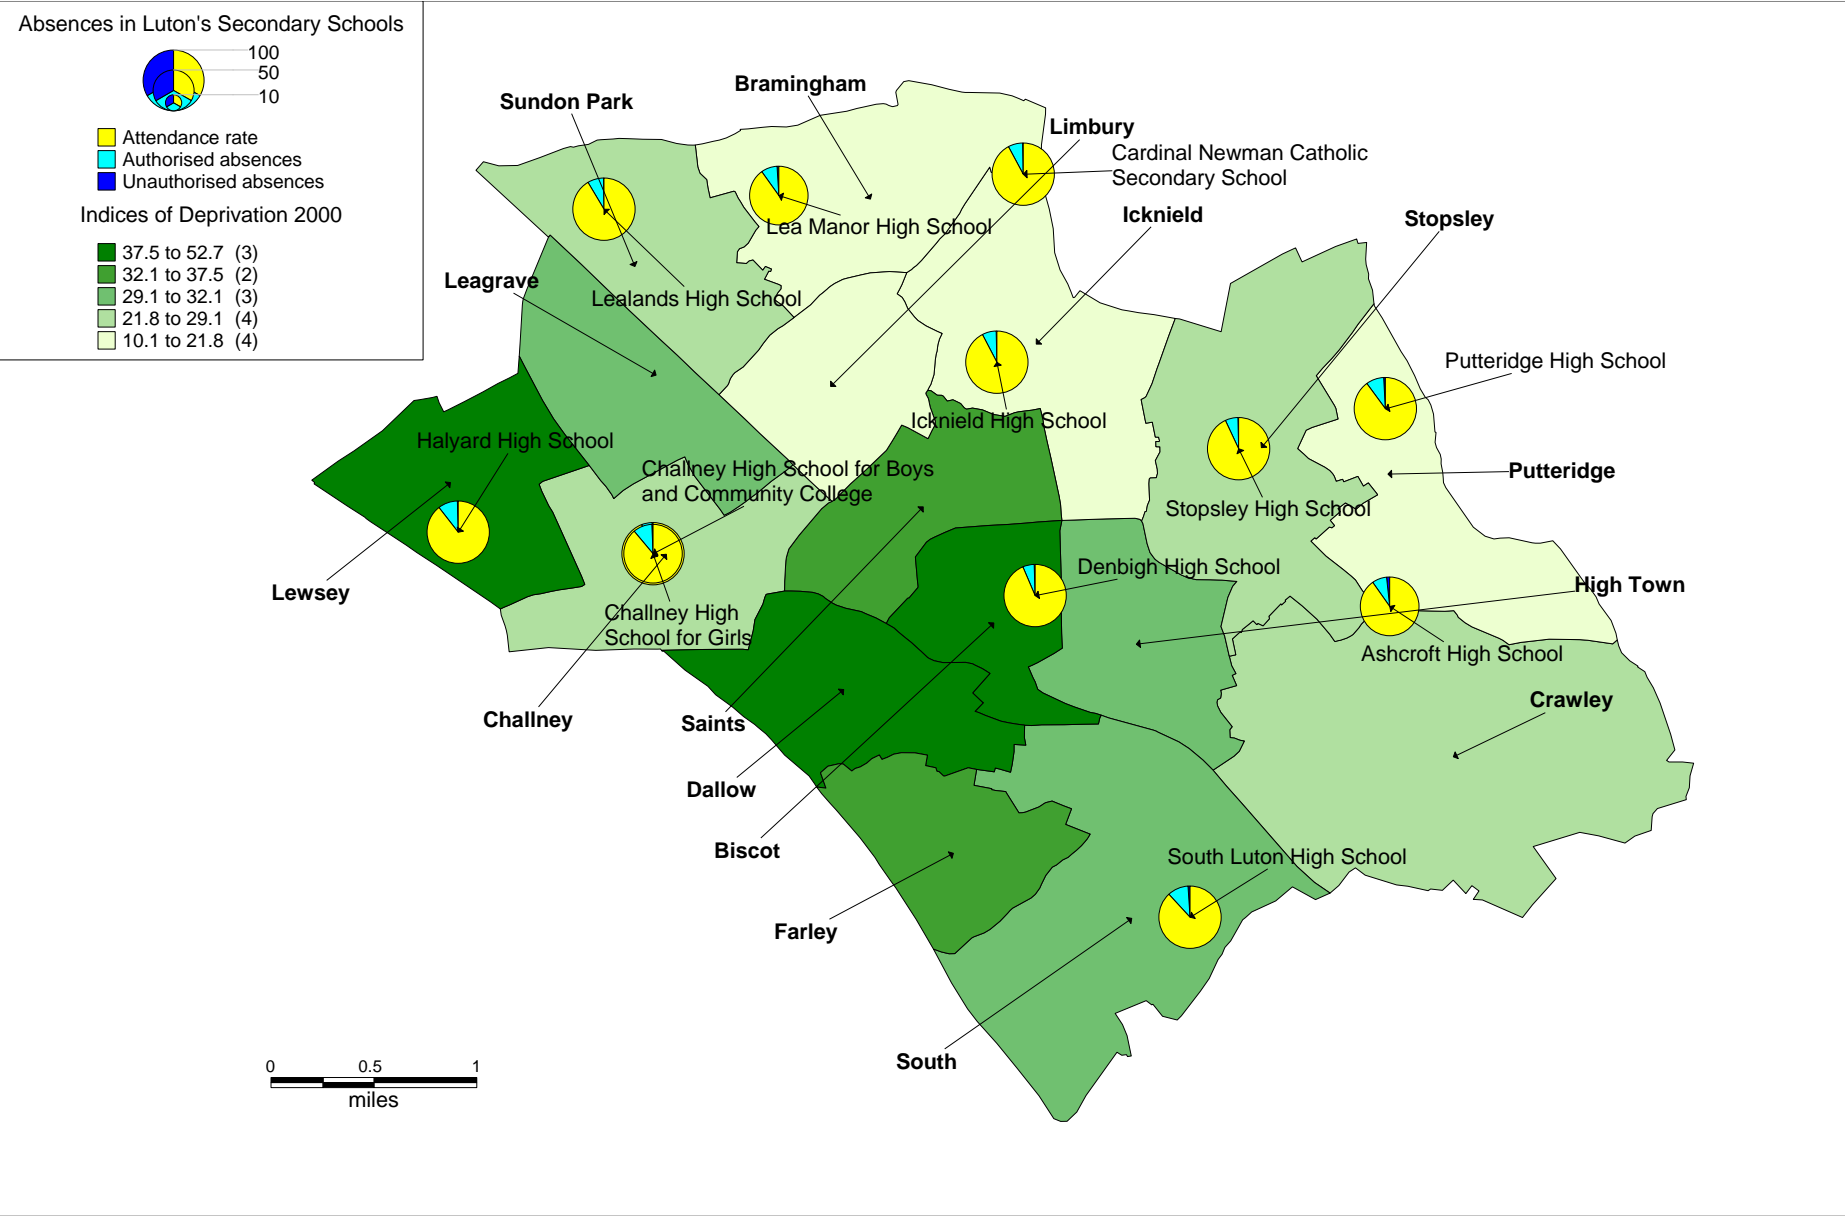 Absences in Luton's Secondary Schools
100
50
10
Attendance rate
Authorised absences
Unauthorised absences
Indices of Deprivation 2000
37.5 to 52.7 (3)
32.1 to 37.5 (2)
29.1 to 32.1 (3)
21.8 to 29.1 (4)
10.1 to 21.8 (4)
Bramingham
Sundon Park
Limbury
Cardinal Newman Catholic
Secondary School
Icknield
Stopsley
Lea Manor High School
Leagrave
Lealands High School
Putteridge High School
Icknield High School
Halyard High School
Challney High School for Boys
and Community College
Putteridge
Stopsley High School
Denbigh High School
High Town
Lewsey
Challney High
School for Girls
Ashcroft High School
Crawley
Challney
Saints
Dallow
Biscot
South Luton High School
Farley
South
0 0.5 1
miles